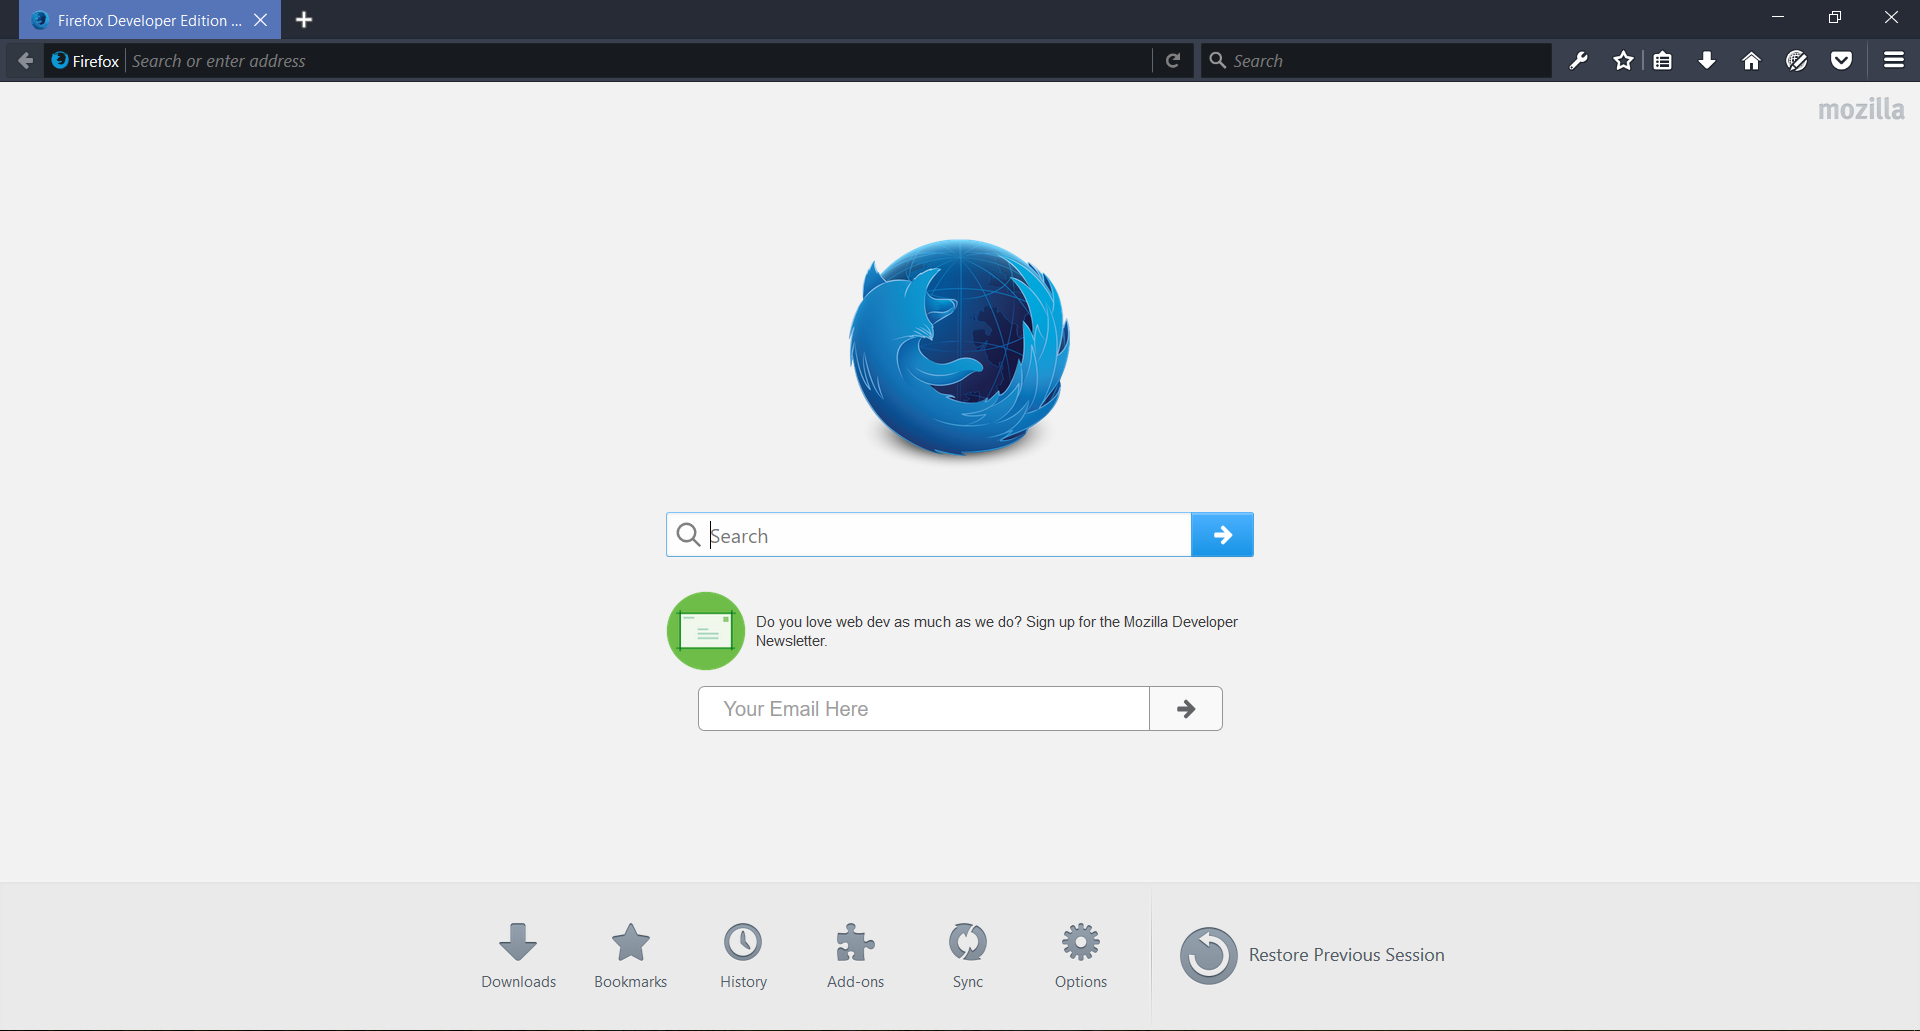 Firefox Developer Edition ...
Firefox Search or enter address
Search
mozilla
Search
Do you love web dev as much as we do? Sign up for the Mozilla Developer
Newsletter.
Your Email Here
Downloads
Bookmarks
History
Add-ons
Sync
Options
Restore Previous Session